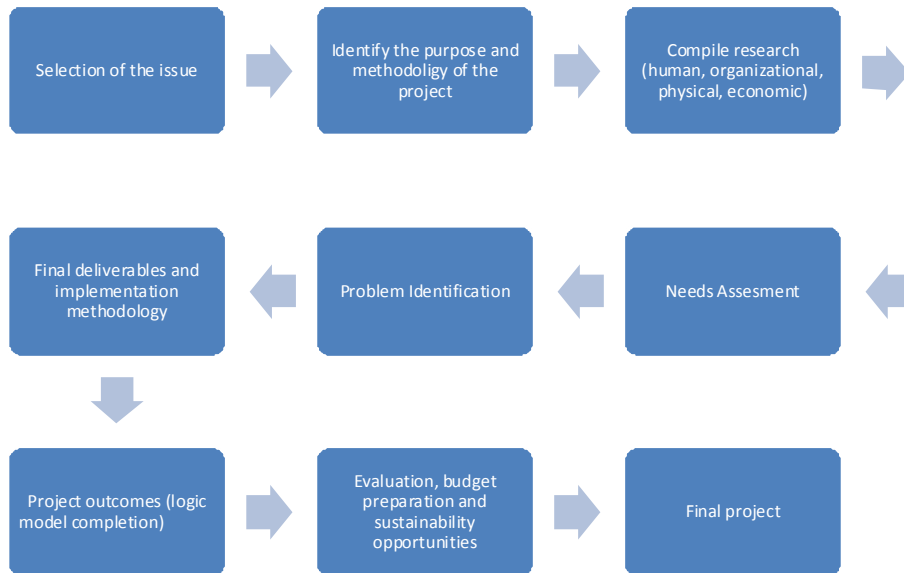 Selection of the issue
Identify the purpose and
methodoligy of the
project
Compile research
(human, organizational,
physical, economic)
Needs Assesment
Problem Identification
Final deliverables and
implementation
methodology
Project outcomes (logic
model completion)
Evaluation, budget
preparation and
sustainability
opportunities
Final project